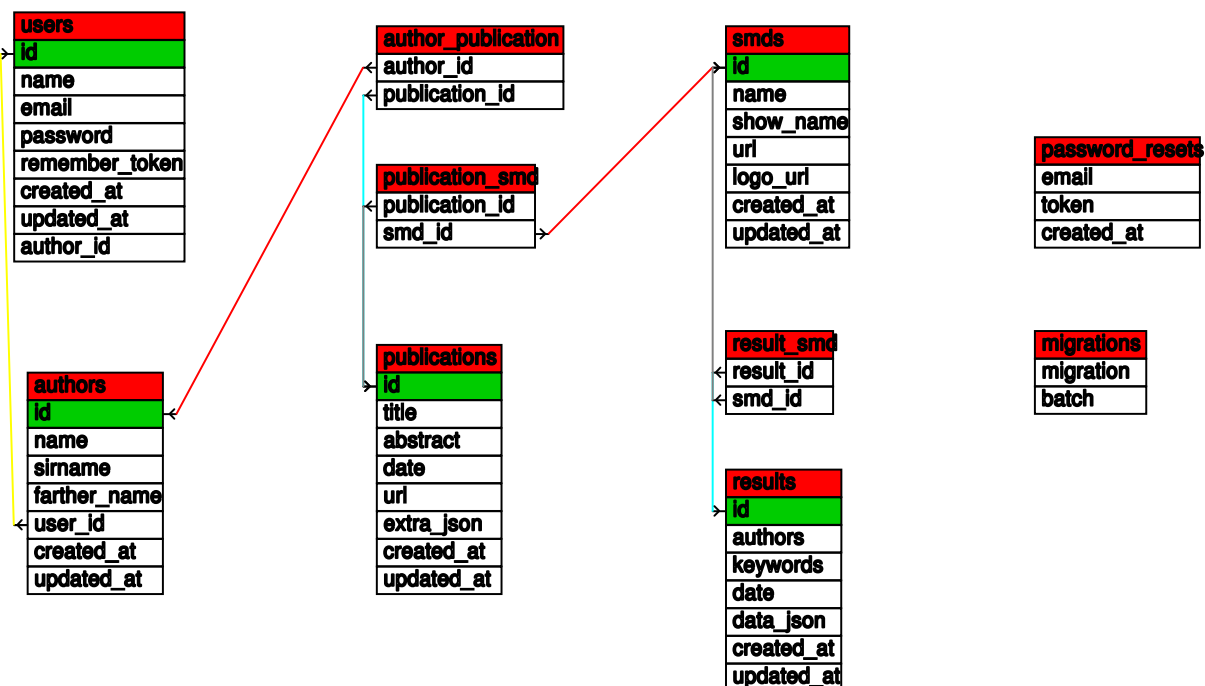 users
id
name
email
password
remember_token
created_at
updated_at
author_id
authors
id
name
sirname
farther_name
user_id
created_at
updated_at
author_publication
author_id
publication_id
publication_smd
publication_id
smd_id
publications
id
title
abstract
date
url
extra_json
created_at
updated_at
smds
id
name
show_name
url
logo_url
created_at
updated_at
result_smd
result_id
smd_id
results
id
authors
keywords
date
data_json
created_at
updated_at
password_resets
email
token
created_at
migrations
migration
batch